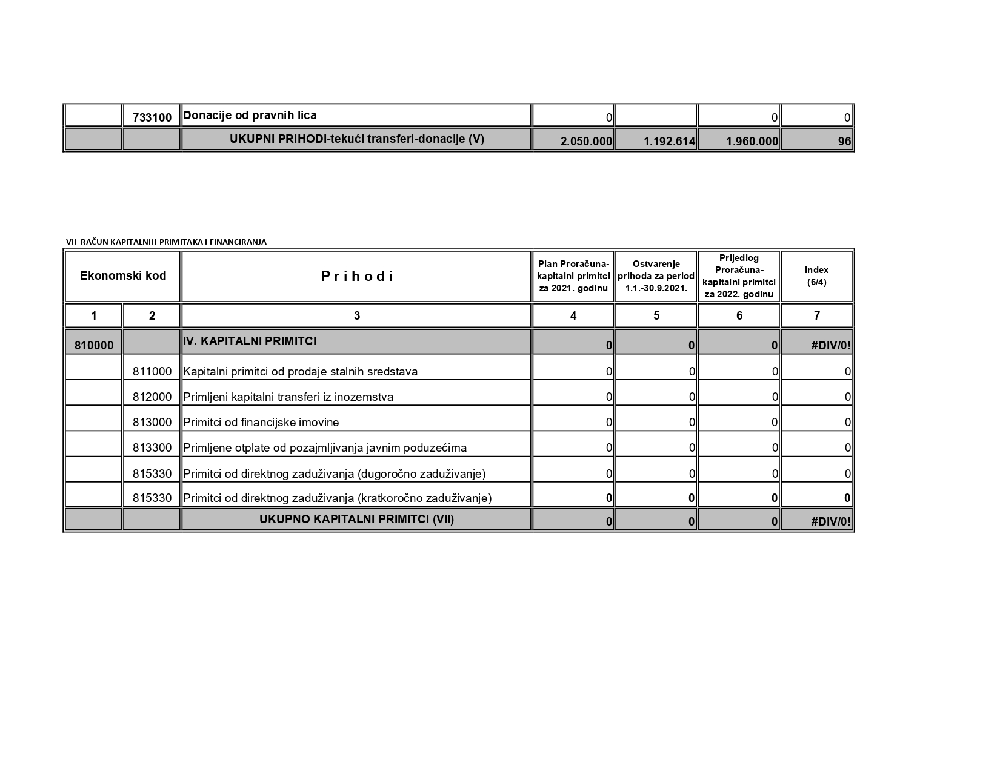 733100 Donacije od pravnih lica 0 0 0
UKUPNI PRIHODI-tekući transferi-donacije (V) 2.050.000 1.192.614 1.960.000 96
VII RAČUN KAPITALNIH PRIMITAKA I FINANCIRANJA
Ekonomski kod
P r i h o d i
Plan Proračuna-
kapitalni primitci
za 2021. godinu
Ostvarenje
prihoda za period
1.1.-30.9.2021.
Prijedlog
Proračuna-
kapitalni primitci
za 2022. godinu
Index
(6/4)
1 2 3 4 5 6 7
810000 IV. KAPITALNI PRIMITCI 0 0 0 #DIV/0!
811000 Kapitalni primitci od prodaje stalnih sredstava 0 0 0 0
812000 Primljeni kapitalni transferi iz inozemstva 0 0 0 0
813000 Primitci od financijske imovine 0 0 0 0
813300 Primljene otplate od pozajmljivanja javnim poduzećima 0 0 0 0
815330 Primitci od direktnog zaduživanja (dugoročno zaduživanje) 0 0 0 0
815330 Primitci od direktnog zaduživanja (kratkoročno zaduživanje) 0 0 0 0
UKUPNO KAPITALNI PRIMITCI (VII) 0 0 0 #DIV/0!